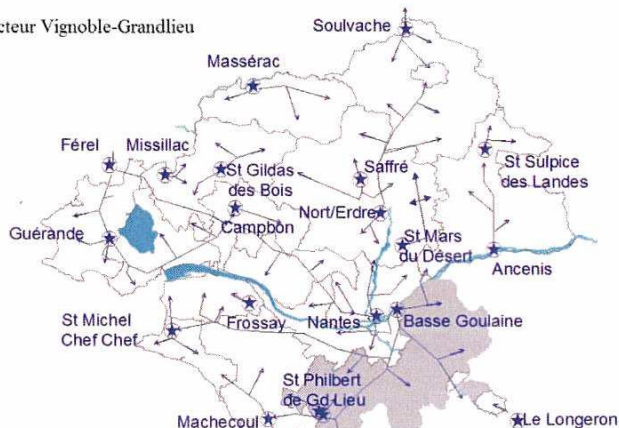 cteur Vignoble-Grandlieu
Soulvache
Massérac
Férel
Missillac
St Gildas
des Bois
Saffré
St Sulpice
des Landes
Campbon
Nort/Erdre
Guérande
St Mars
du Désert
Ancenis
St Michel
Chef Chef
Frossay
Nantes
Basse Goulaine
St Philbert
de Gd Lieu
Machecoul
Le Longeron